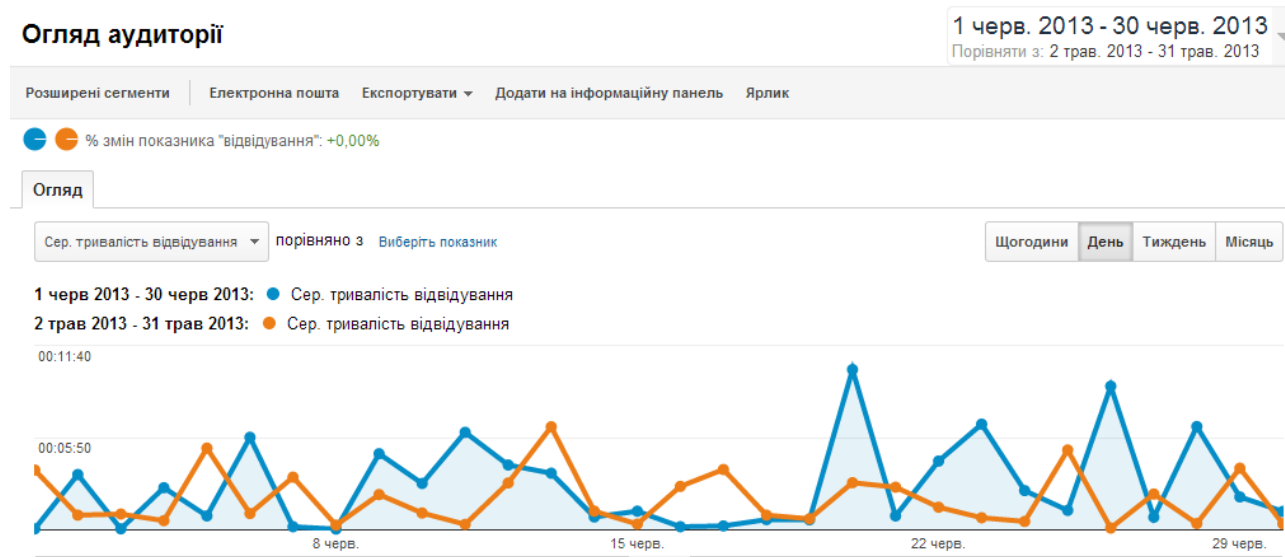 Огляд аудиторії
1 черв. 2013 - 30 черв. 2013
Порівняти з: 2 трав. 2013 - 31 трав. 2013
Розширені сегменти Електронна пошта Експортувати Додати на інформаційну панель Ярлик
% змін показника "відвідування": +0,00%
Огляд
Сер. тривалість відвідування порівняно з Виберіть показник Щогодини День Тиждень Місяць
1 черв 2013 - 30 черв 2013: Сер. тривалість відвідування
2 трав 2013 - 31 трав 2013: Сер. тривалість відвідування
00:11:40
00:05:50
8 черв. 15 черв. 22 черв. 29 черв.